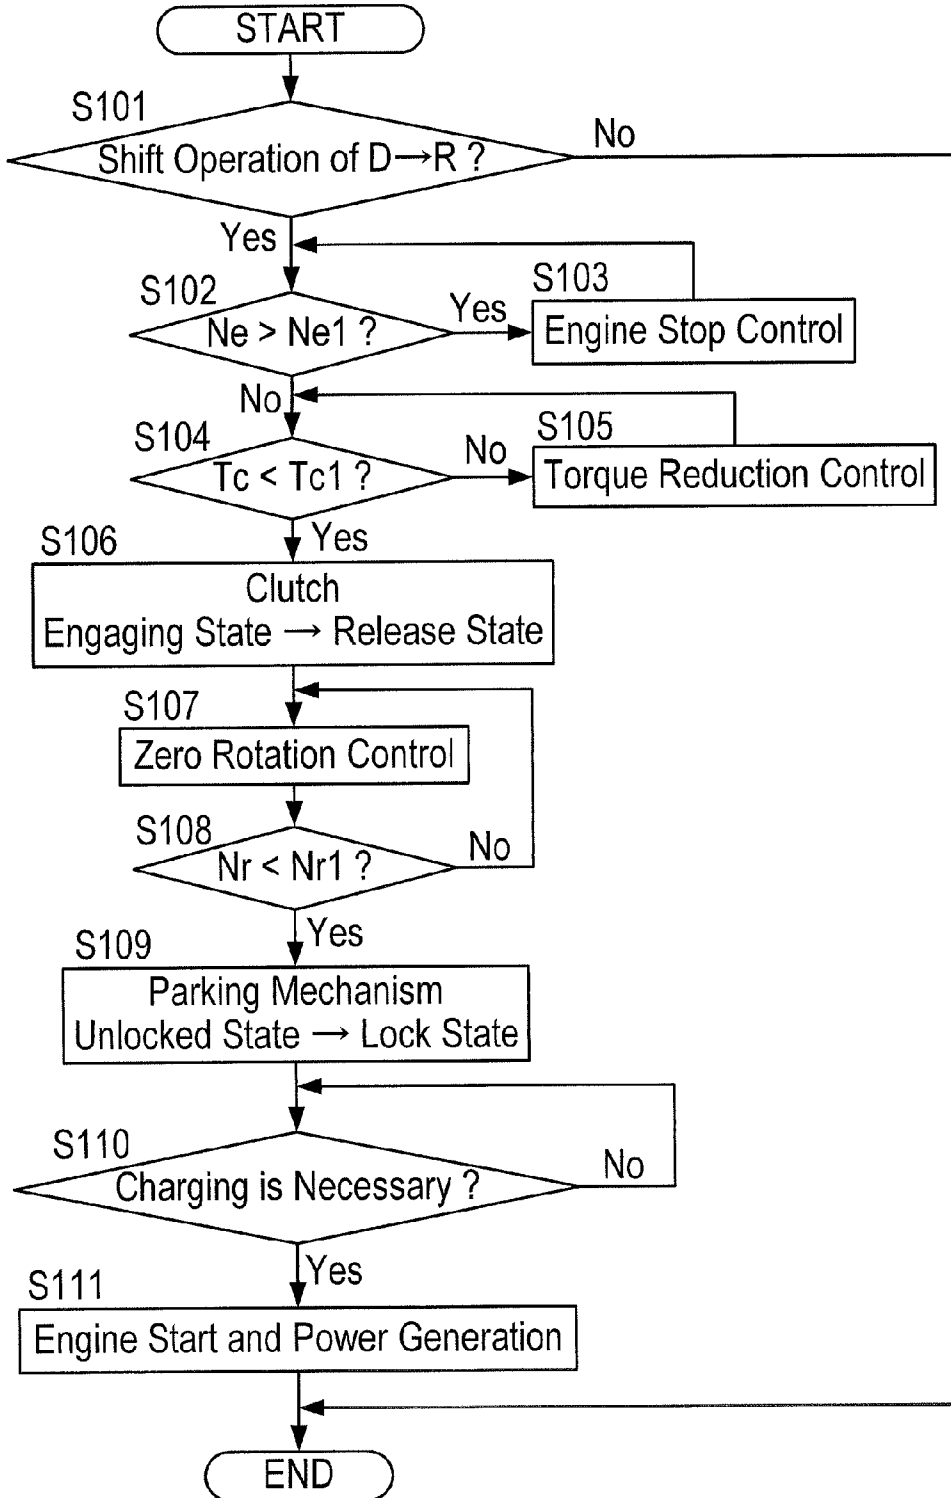 START
S101
Shift Operation of D→R ?
No
Yes
S102
Ne > Ne1 ?
Yes
S103
Engine Stop Control
No
S104
Tc < Tc1 ?
No
S105
Torque Reduction Control
Yes
S106
Clutch
Engaging State → Release State
S107
Zero Rotation Control
S108
Nr < Nr1 ?
No
Yes
S109
Parking Mechanism
Unlocked State → Lock State
S110
Charging is Necessary ?
No
Yes
S111
Engine Start and Power Generation
END